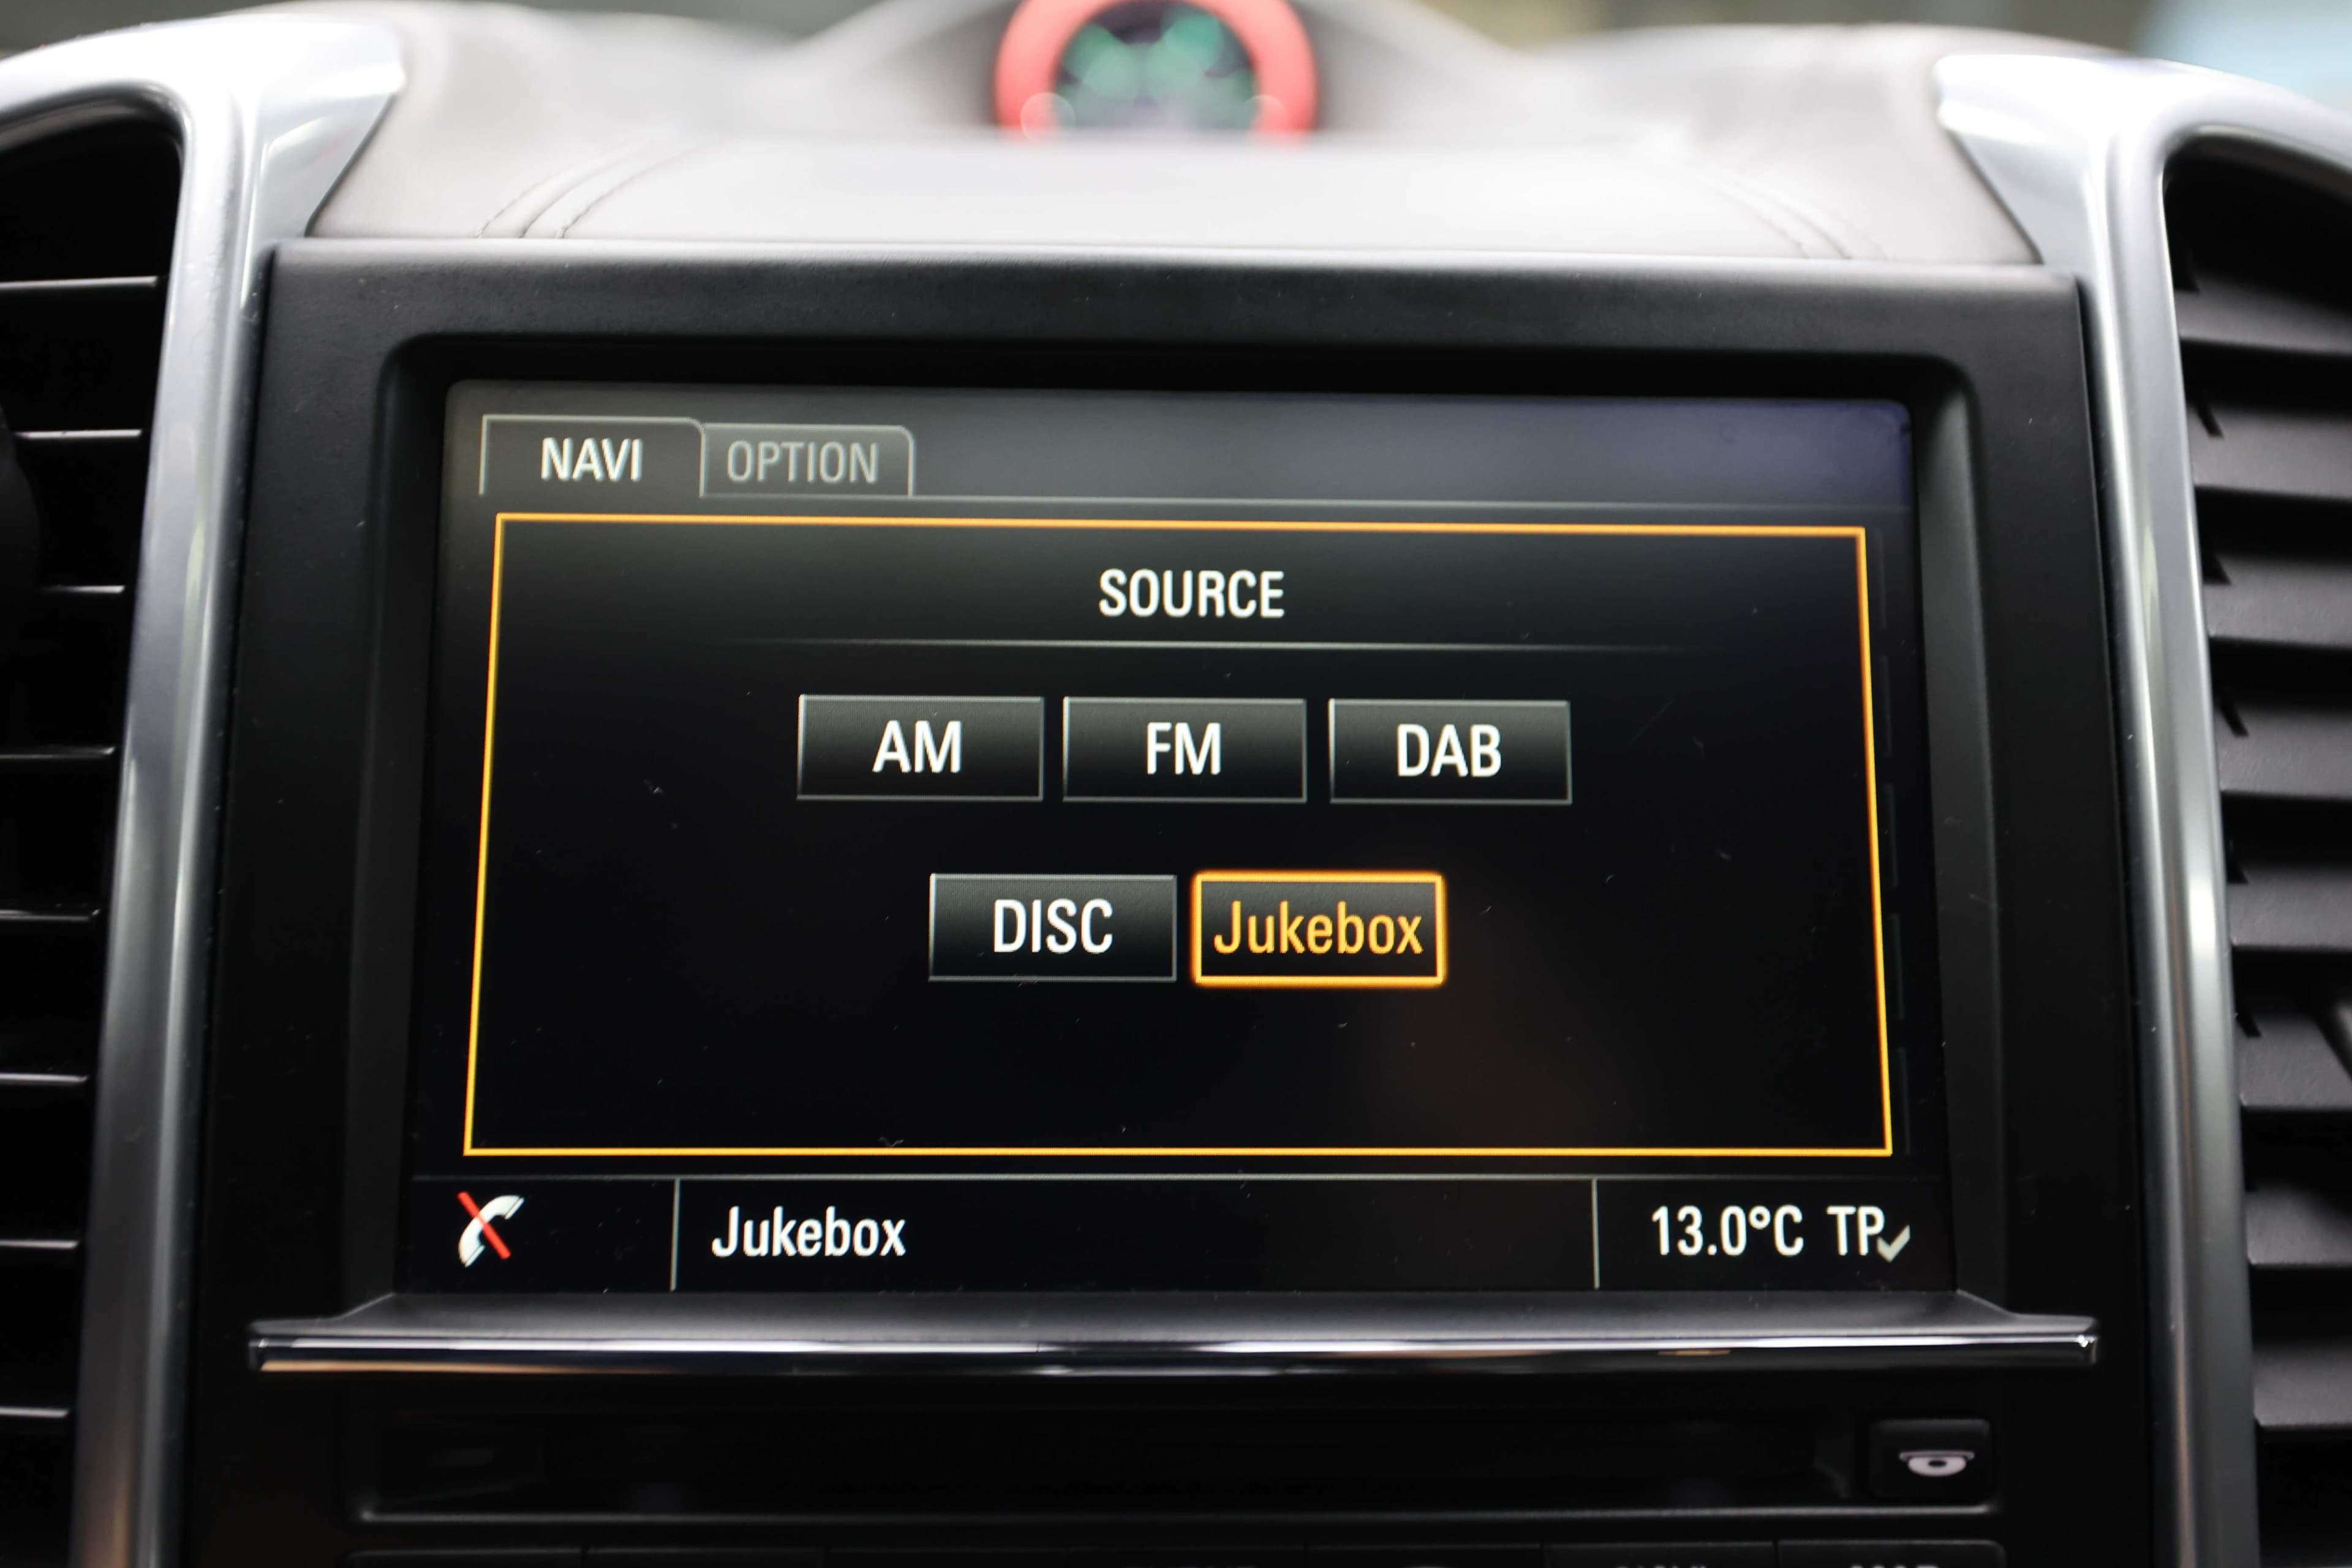 NAVI OPTION
SOURCE
AM FM DAB
DISC Jukebox
Jukebox 13.0°C TP